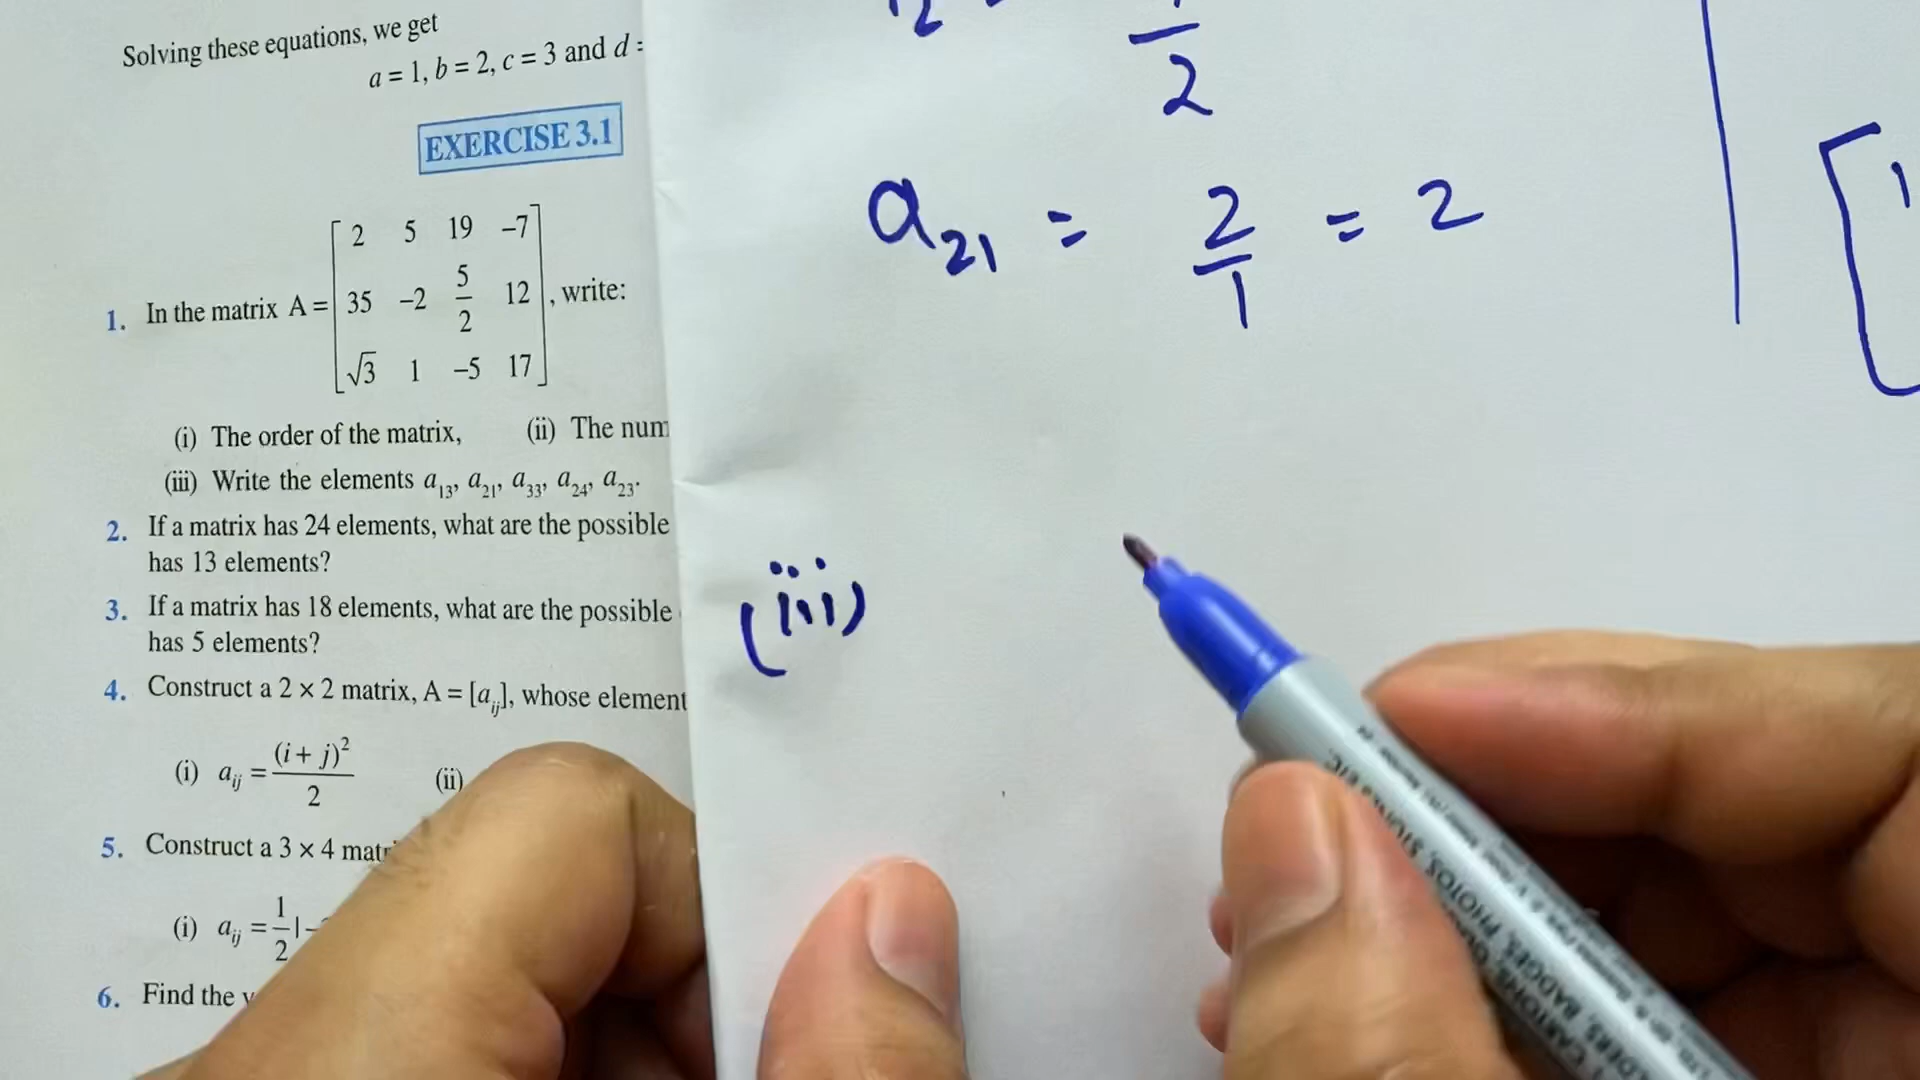 Solving these equations, we get
a = 1, b = 2, c = 3 and d =
EXERCISE 3.1
2 5 19 –7
1. In the matrix A = 35 –2 5/2 12 , write:
√3 1 –5 17
(i) The order of the matrix, (ii) The num
(iii) Write the elements a13, a21, a33, a24, a23.
2. If a matrix has 24 elements, what are the possible
has 13 elements?
3. If a matrix has 18 elements, what are the possible
has 5 elements?
4. Construct a 2 × 2 matrix, A = [aij], whose element
(i) aij = (i + j)²/2 (ii)
5. Construct a 3 × 4 matr
(i) aij = 1/2 |–
6. Find the v
12 = 1/2
a21 = 2/1 = 2
(iii)
[1